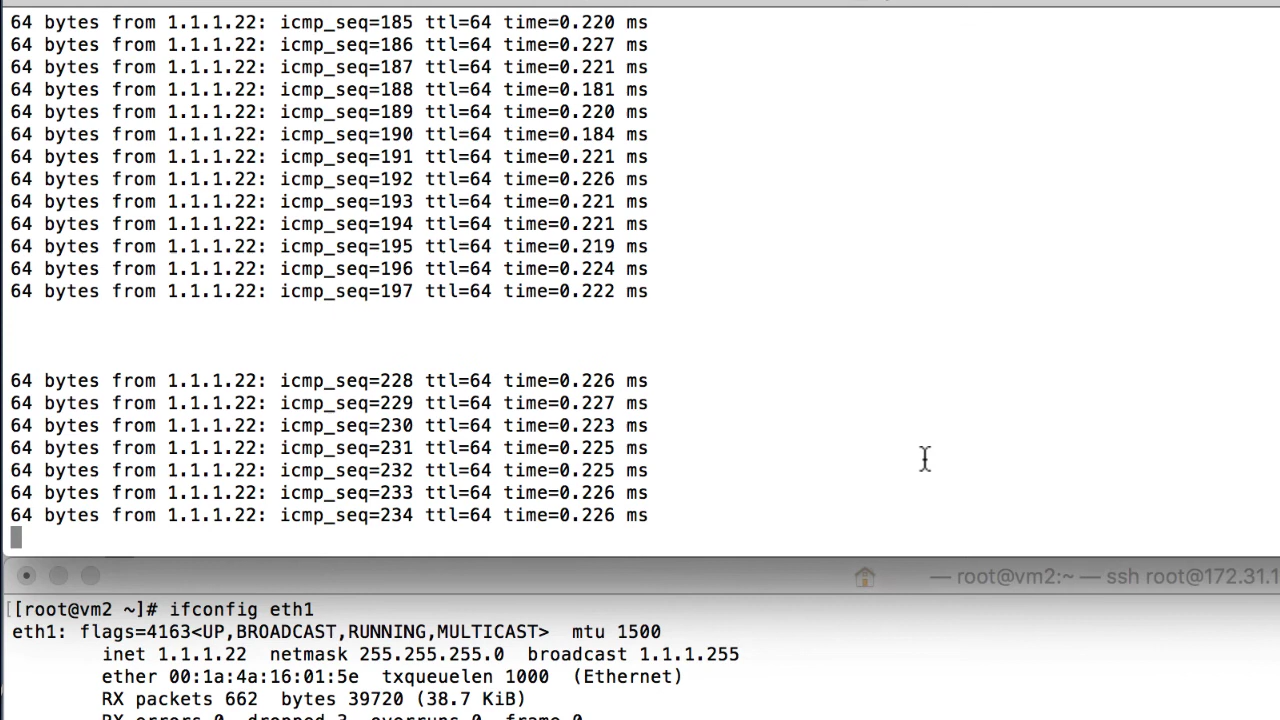 64 bytes from 1.1.1.22: icmp_seq=185 ttl=64 time=0.220 ms
64 bytes from 1.1.1.22: icmp_seq=186 ttl=64 time=0.227 ms
64 bytes from 1.1.1.22: icmp_seq=187 ttl=64 time=0.221 ms
64 bytes from 1.1.1.22: icmp_seq=188 ttl=64 time=0.181 ms
64 bytes from 1.1.1.22: icmp_seq=189 ttl=64 time=0.220 ms
64 bytes from 1.1.1.22: icmp_seq=190 ttl=64 time=0.184 ms
64 bytes from 1.1.1.22: icmp_seq=191 ttl=64 time=0.221 ms
64 bytes from 1.1.1.22: icmp_seq=192 ttl=64 time=0.226 ms
64 bytes from 1.1.1.22: icmp_seq=193 ttl=64 time=0.221 ms
64 bytes from 1.1.1.22: icmp_seq=194 ttl=64 time=0.221 ms
64 bytes from 1.1.1.22: icmp_seq=195 ttl=64 time=0.219 ms
64 bytes from 1.1.1.22: icmp_seq=196 ttl=64 time=0.224 ms
64 bytes from 1.1.1.22: icmp_seq=197 ttl=64 time=0.222 ms
64 bytes from 1.1.1.22: icmp_seq=228 ttl=64 time=0.226 ms
64 bytes from 1.1.1.22: icmp_seq=229 ttl=64 time=0.227 ms
64 bytes from 1.1.1.22: icmp_seq=230 ttl=64 time=0.223 ms
64 bytes from 1.1.1.22: icmp_seq=231 ttl=64 time=0.225 ms
64 bytes from 1.1.1.22: icmp_seq=232 ttl=64 time=0.225 ms
64 bytes from 1.1.1.22: icmp_seq=233 ttl=64 time=0.226 ms
64 bytes from 1.1.1.22: icmp_seq=234 ttl=64 time=0.226 ms
— root@vm2:~ — ssh root@172.31.1
[[root@vm2 ~]# ifconfig eth1
eth1: flags=4163<UP,BROADCAST,RUNNING,MULTICAST>  mtu 1500
inet 1.1.1.22  netmask 255.255.255.0  broadcast 1.1.1.255
ether 00:1a:4a:16:01:5e  txqueuelen 1000  (Ethernet)
RX packets 662  bytes 39720 (38.7 KiB)
RX errors 0  dropped 3  overruns 0  frame 0